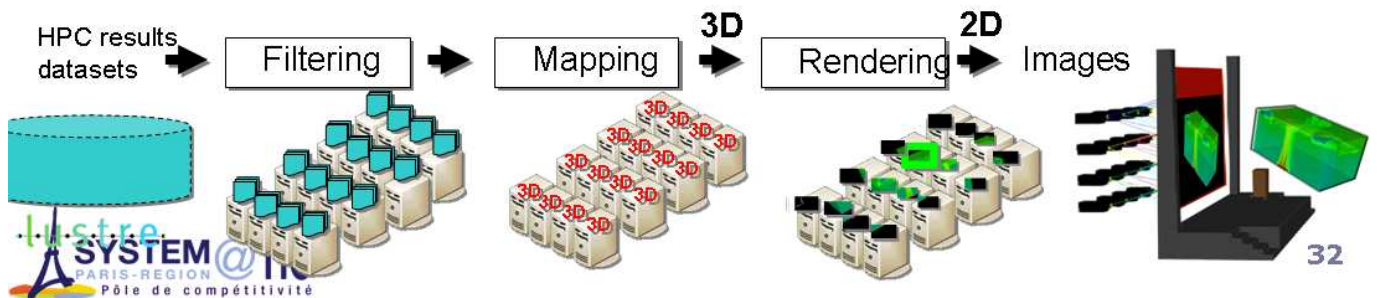 HPC results
datasets
Filtering
Mapping
3D
Rendering
2D
Images
3D 3D 3D 3D
3D 3D 3D 3D
3D 3D 3D 3D
3D 3D 3D 3D
lustre
SYSTEM@TIC
PARIS-REGION
Pôle de compétitivité
32